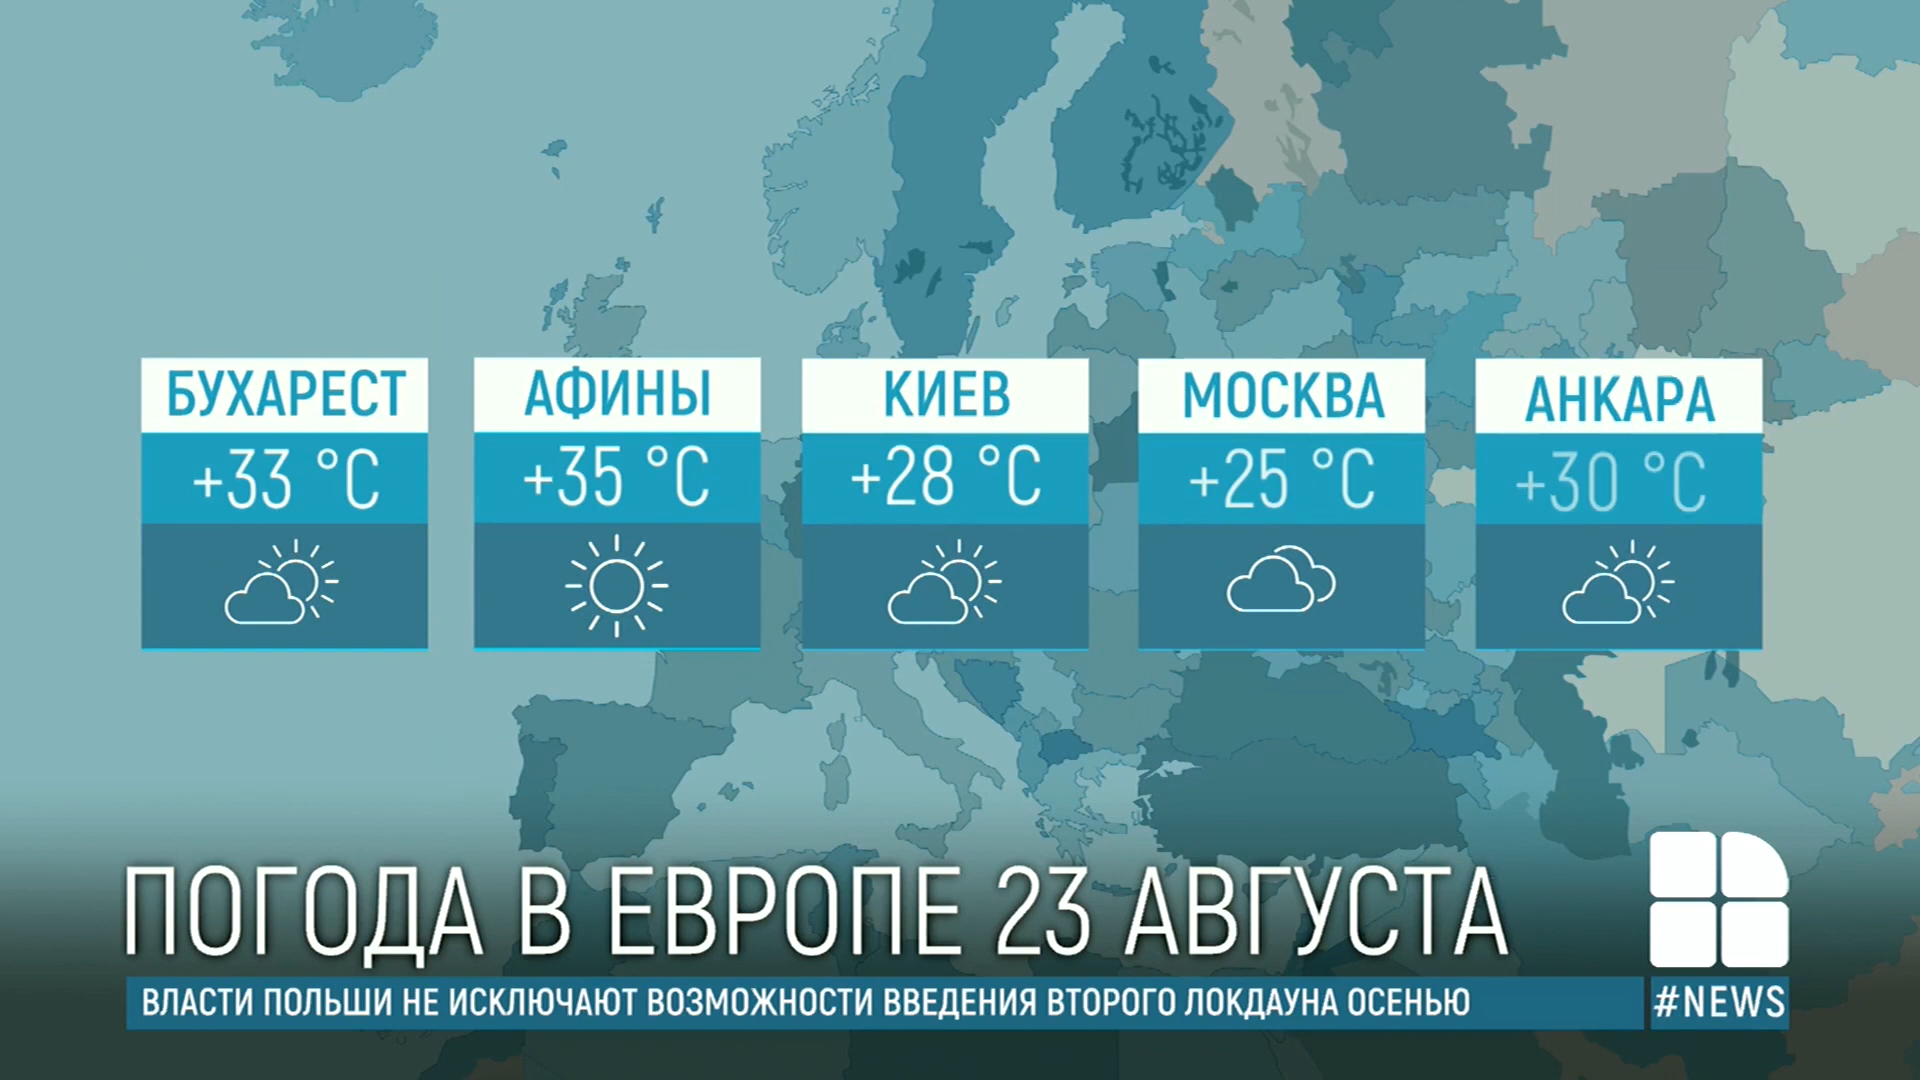 БУХАРЕСТ
+33 °C
АФИНЫ
+35 °C
КИЕВ
+28 °C
МОСКВА
+25 °C
АНКАРА
+30 °C
ПОГОДА В ЕВРОПЕ 23 АВГУСТА
ВЛАСТИ ПОЛЬШИ НЕ ИСКЛЮЧАЮТ ВОЗМОЖНОСТИ ВВЕДЕНИЯ ВТОРОГО ЛОКДАУНА ОСЕНЬЮ
#NEWS